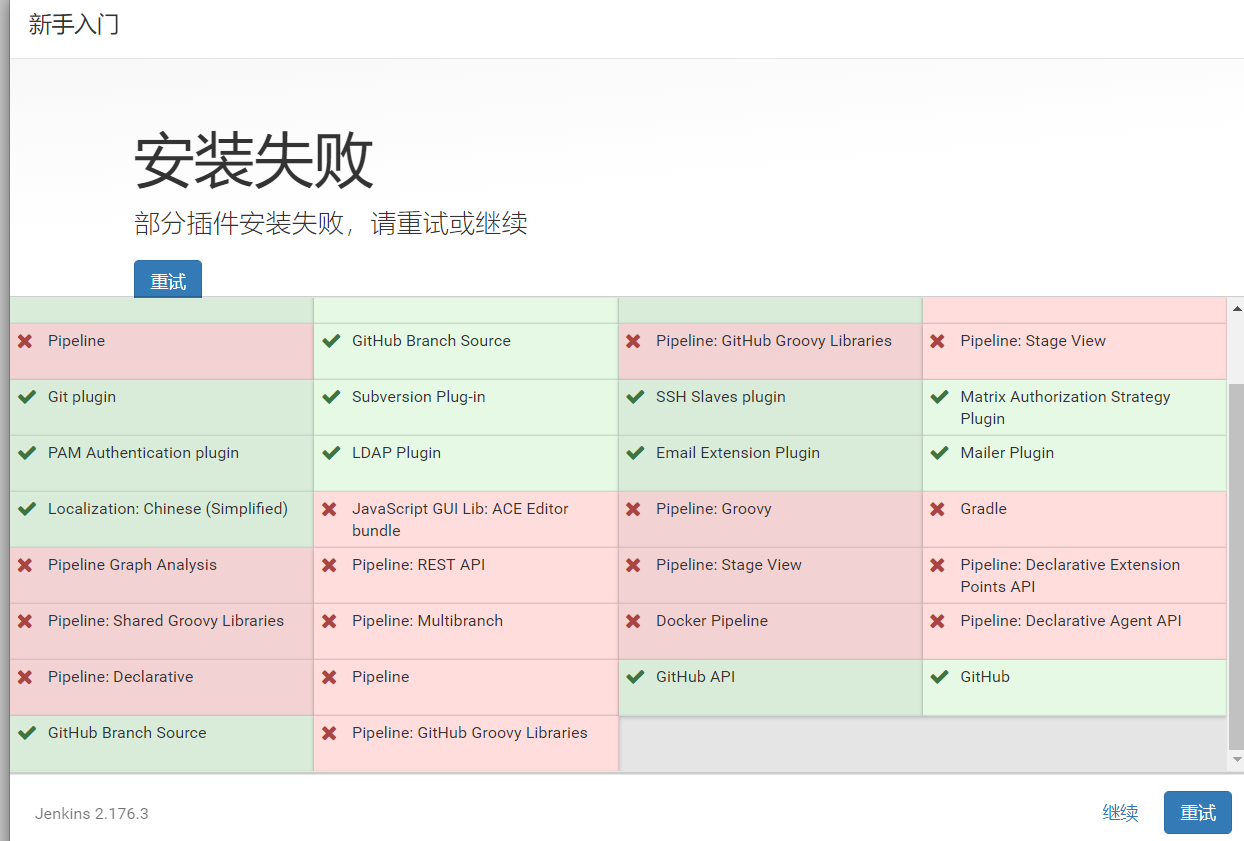 新手入门
安装失败
部分插件安装失败，请重试或继续
重试
Pipeline
GitHub Branch Source
Pipeline: GitHub Groovy Libraries
Pipeline: Stage View
Git plugin
Subversion Plug-in
SSH Slaves plugin
Matrix Authorization Strategy
Plugin
PAM Authentication plugin
LDAP Plugin
Email Extension Plugin
Mailer Plugin
Localization: Chinese (Simplified)
JavaScript GUI Lib: ACE Editor
bundle
Pipeline: Groovy
Gradle
Pipeline Graph Analysis
Pipeline: REST API
Pipeline: Stage View
Pipeline: Declarative Extension
Points API
Pipeline: Shared Groovy Libraries
Pipeline: Multibranch
Docker Pipeline
Pipeline: Declarative Agent API
Pipeline: Declarative
Pipeline
GitHub API
GitHub
GitHub Branch Source
Pipeline: GitHub Groovy Libraries
Jenkins 2.176.3
继续
重试